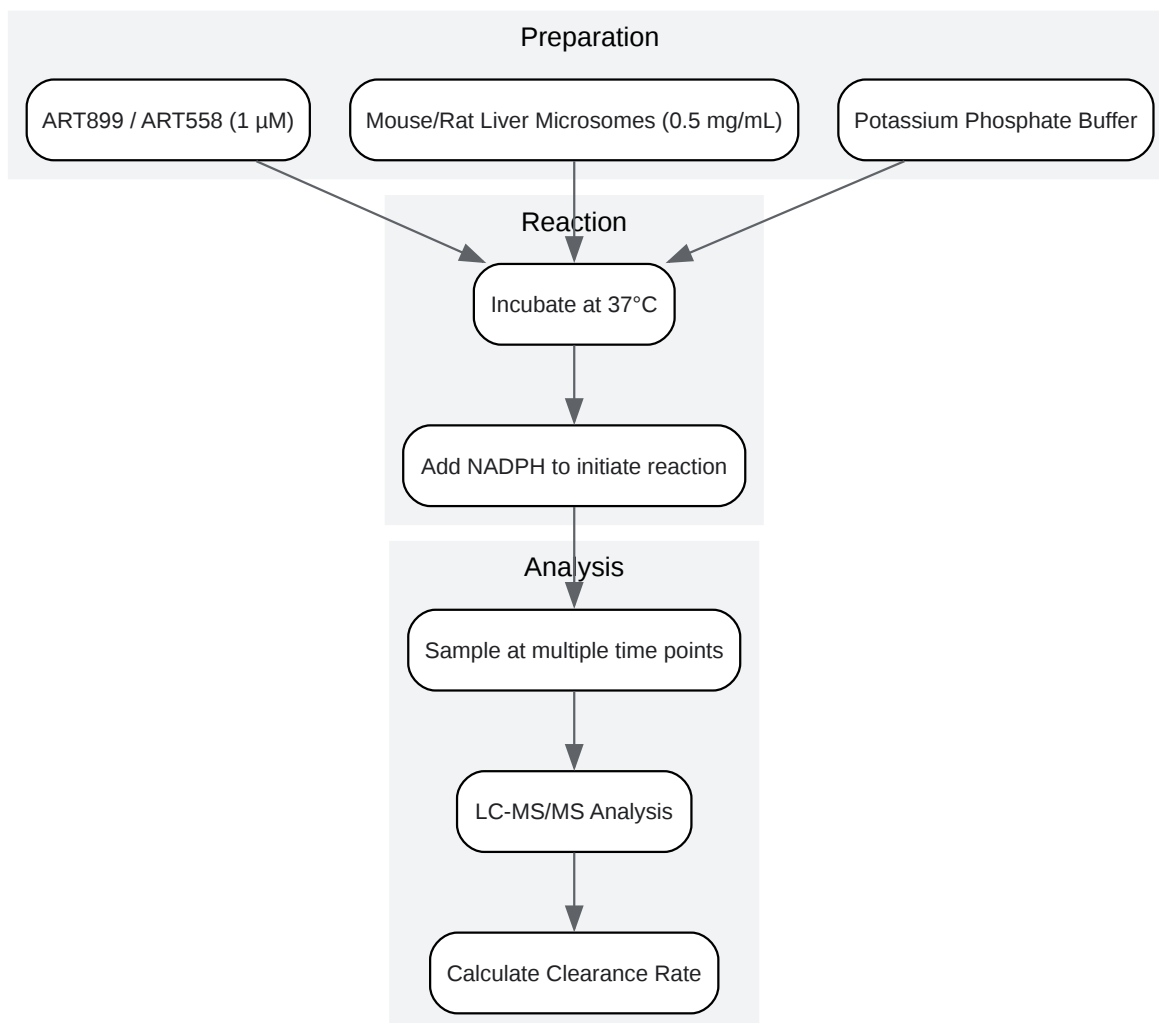 Preparation
ART899 / ART558 (1 µM)
Mouse/Rat Liver Microsomes (0.5 mg/mL)
Potassium Phosphate Buffer
Reaction
Incubate at 37°C
Add NADPH to initiate reaction
Analysis
Sample at multiple time points
LC-MS/MS Analysis
Calculate Clearance Rate